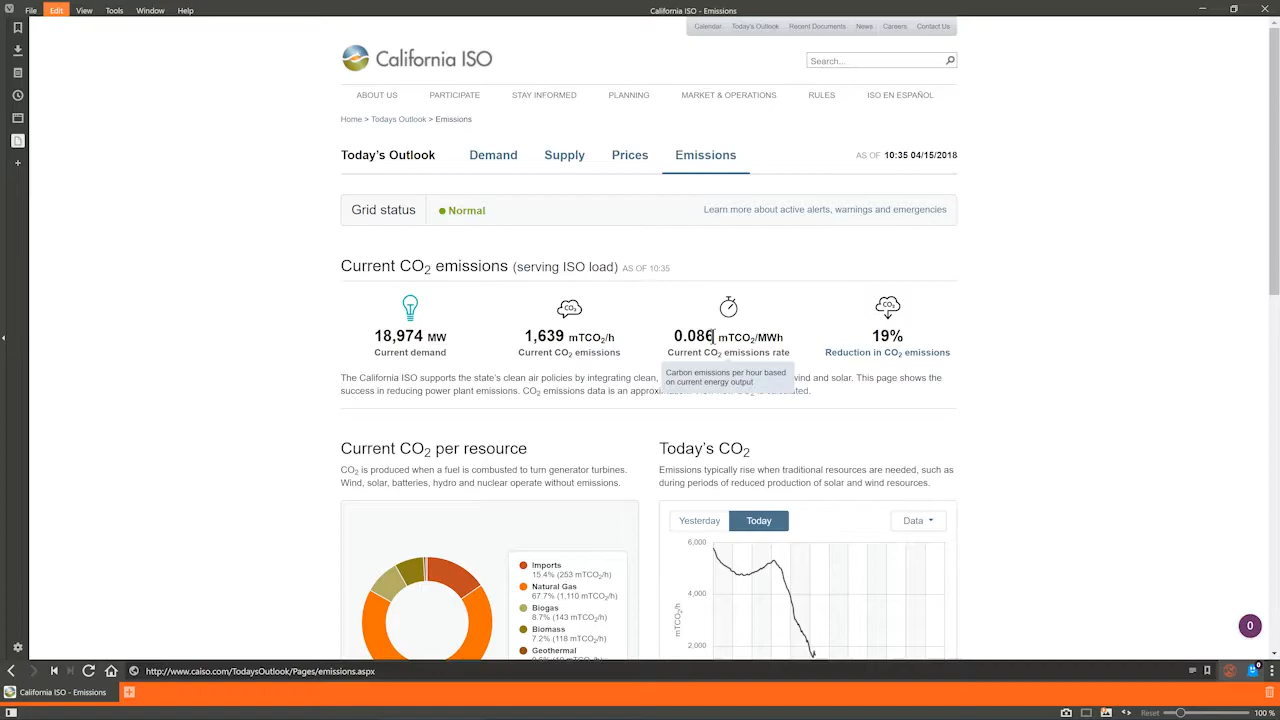 File Edit View Tools Window Help
California ISO - Emissions
Calendar Today's Outlook Recent Documents News Careers Contact Us
California ISO
Search...
ABOUT US PARTICIPATE STAY INFORMED PLANNING MARKET & OPERATIONS RULES ISO EN ESPAÑOL
Home > Todays Outlook > Emissions
Today's Outlook Demand Supply Prices Emissions
AS OF 10:35 04/15/2018
Grid status Normal
Learn more about active alerts, warnings and emergencies
Current CO2 emissions (serving ISO load) AS OF 10:35
CO2 CO2
18,974 MW 1,639 mTCO2/h 0.086 mTCO2/MWh 19%
Current demand Current CO2 emissions Current CO2 emissions rate Reduction in CO2 emissions
Carbon emissions per hour based
on current energy output
The California ISO supports the state's clean air policies by integrating clean, wind and solar. This page shows the
success in reducing power plant emissions. CO2 emissions data is an calculated.
Current CO2 per resource
CO2 is produced when a fuel is combusted to turn generator turbines.
Wind, solar, batteries, hydro and nuclear operate without emissions.
Imports
15.4% (253 mTCO2/h)
Natural Gas
67.7% (1,110 mTCO2/h)
Biogas
8.7% (143 mTCO2/h)
Biomass
7.2% (118 mTCO2/h)
Geothermal
Today's CO2
Emissions typically rise when traditional resources are needed, such as
during periods of reduced production of solar and wind resources.
Yesterday Today Data
6,000
4,000
2,000
mTCO2/h
0
http://www.caiso.com/TodaysOutlook/Pages/emissions.aspx
0
California ISO - Emissions
Reset 100 %